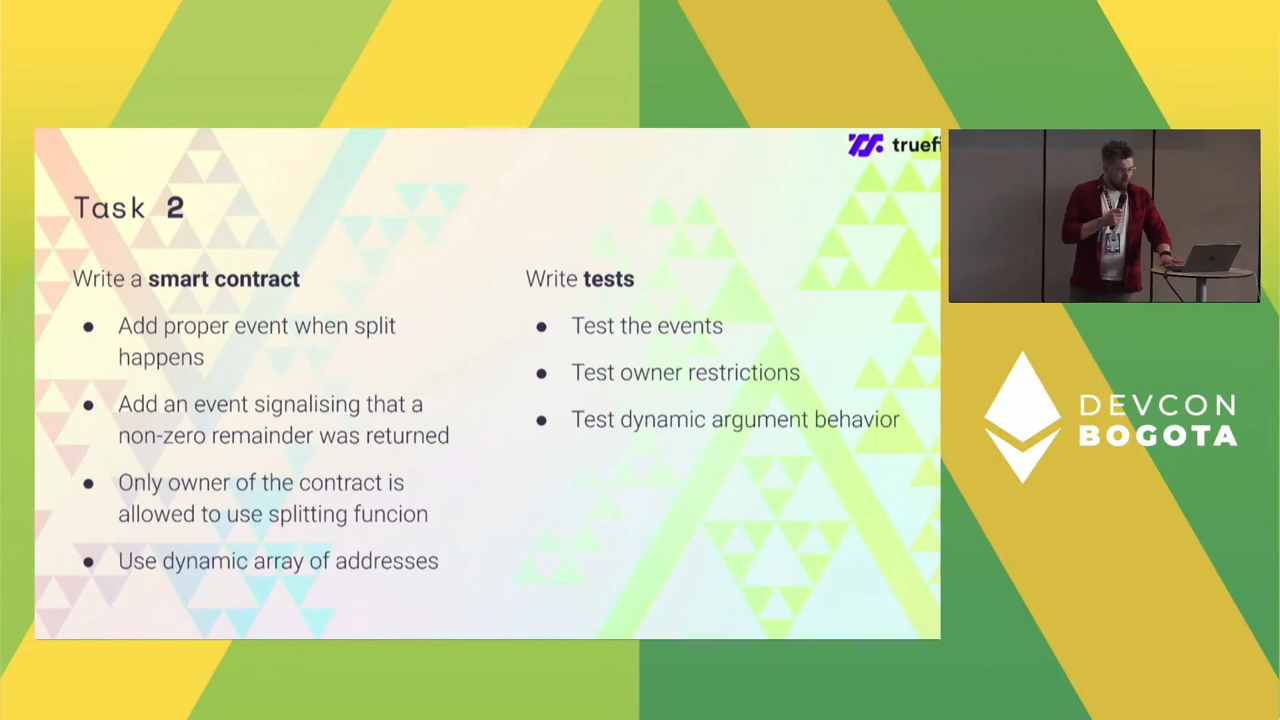 truefi
Task 2
Write a smart contract
● Add proper event when split
happens
● Add an event signalising that a
non-zero remainder was returned
● Only owner of the contract is
allowed to use splitting funcion
● Use dynamic array of addresses
Write tests
● Test the events
● Test owner restrictions
● Test dynamic argument behavior
DEVCON
BOGOTA